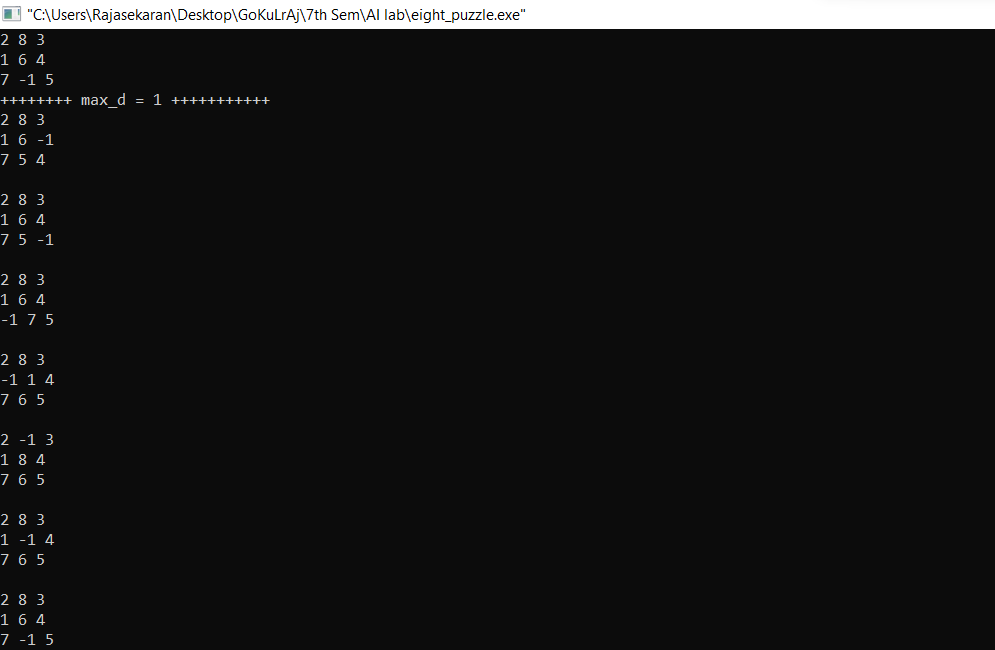 "C:\Users\Rajasekaran\Desktop\GoKuLrAj\7th Sem\AI lab\eight_puzzle.exe"
2 8 3
1 6 4
7 -1 5
++++++++ max_d = 1 +++++++++++
2 8 3
1 6 -1
7 5 4

2 8 3
1 6 4
7 5 -1

2 8 3
1 6 4
-1 7 5

2 8 3
-1 1 4
7 6 5

2 -1 3
1 8 4
7 6 5

2 8 3
1 -1 4
7 6 5

2 8 3
1 6 4
7 -1 5